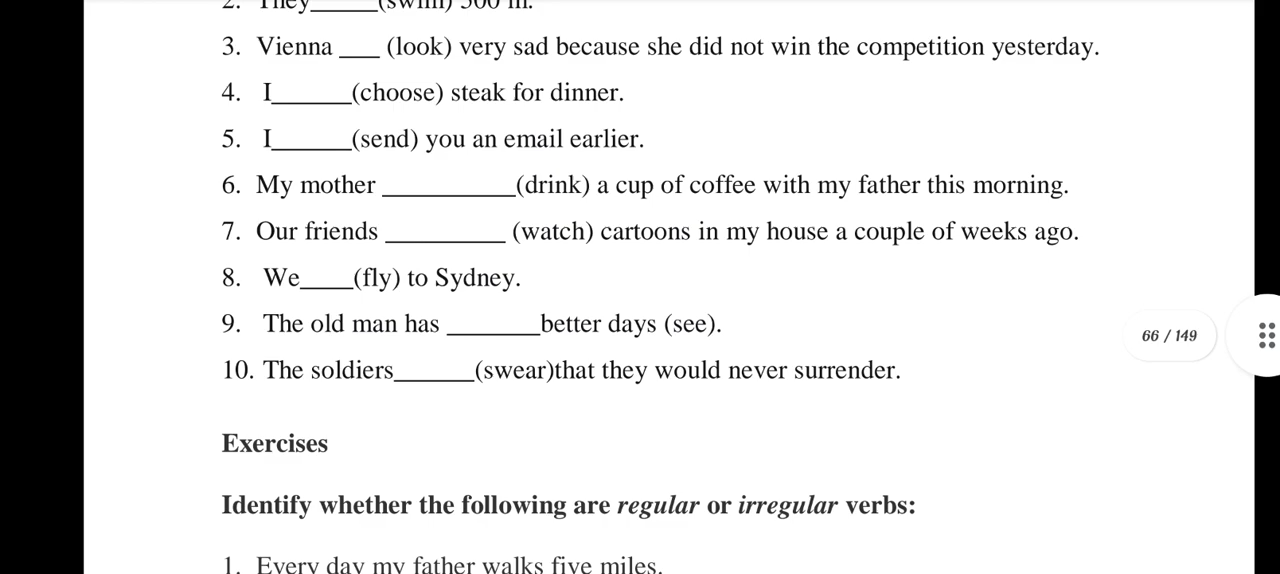 2. They_____(swim) 500 m.
3. Vienna ___ (look) very sad because she did not win the competition yesterday.
4. I______(choose) steak for dinner.
5. I______(send) you an email earlier.
6. My mother __________(drink) a cup of coffee with my father this morning.
7. Our friends _________ (watch) cartoons in my house a couple of weeks ago.
8. We____(fly) to Sydney.
9. The old man has _______better days (see).
66 / 149
10. The soldiers______(swear)that they would never surrender.
Exercises
Identify whether the following are regular or irregular verbs:
1. Every day my father walks five miles.